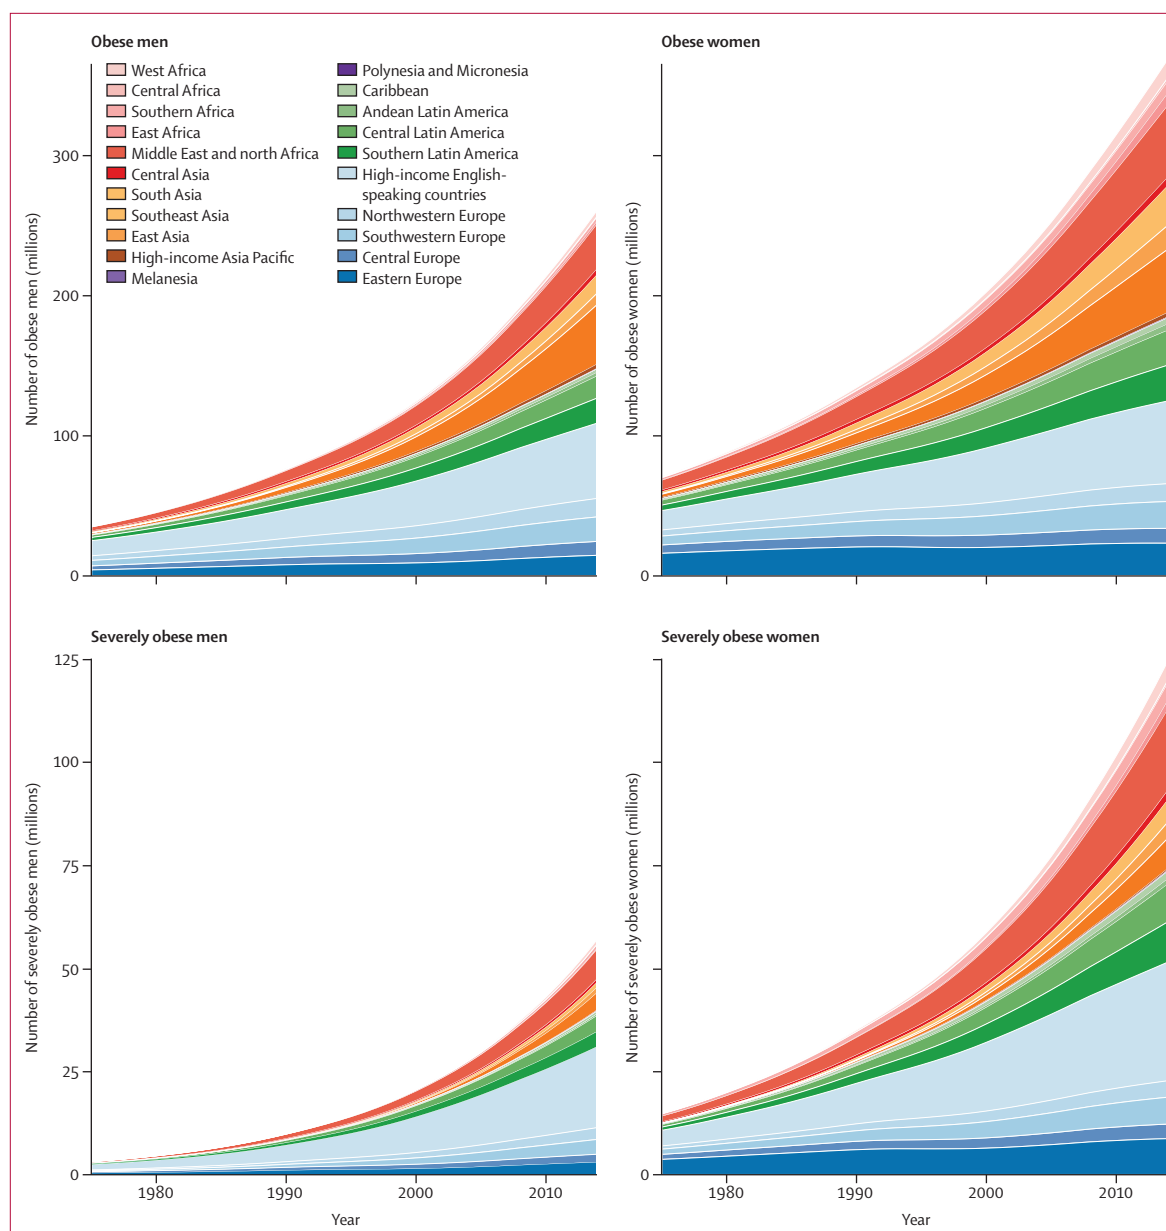 Obese men
West Africa
Central Africa
Southern Africa
East Africa
Middle East and north Africa
Central Asia
South Asia
Southeast Asia
East Asia
High-income Asia Pacific
Melanesia
Polynesia and Micronesia
Caribbean
Andean Latin America
Central Latin America
Southern Latin America
High-income English-
speaking countries
Northwestern Europe
Southwestern Europe
Central Europe
Eastern Europe
Number of obese men (millions)
300
200
100
0
Obese women
Number of obese women (millions)
300
200
100
0
Severely obese men
Number of severely obese men (millions)
125
100
75
50
25
0
1980
1990
2000
2010
Year
Severely obese women
Number of severely obese women (millions)
0
1980
1990
2000
2010
Year